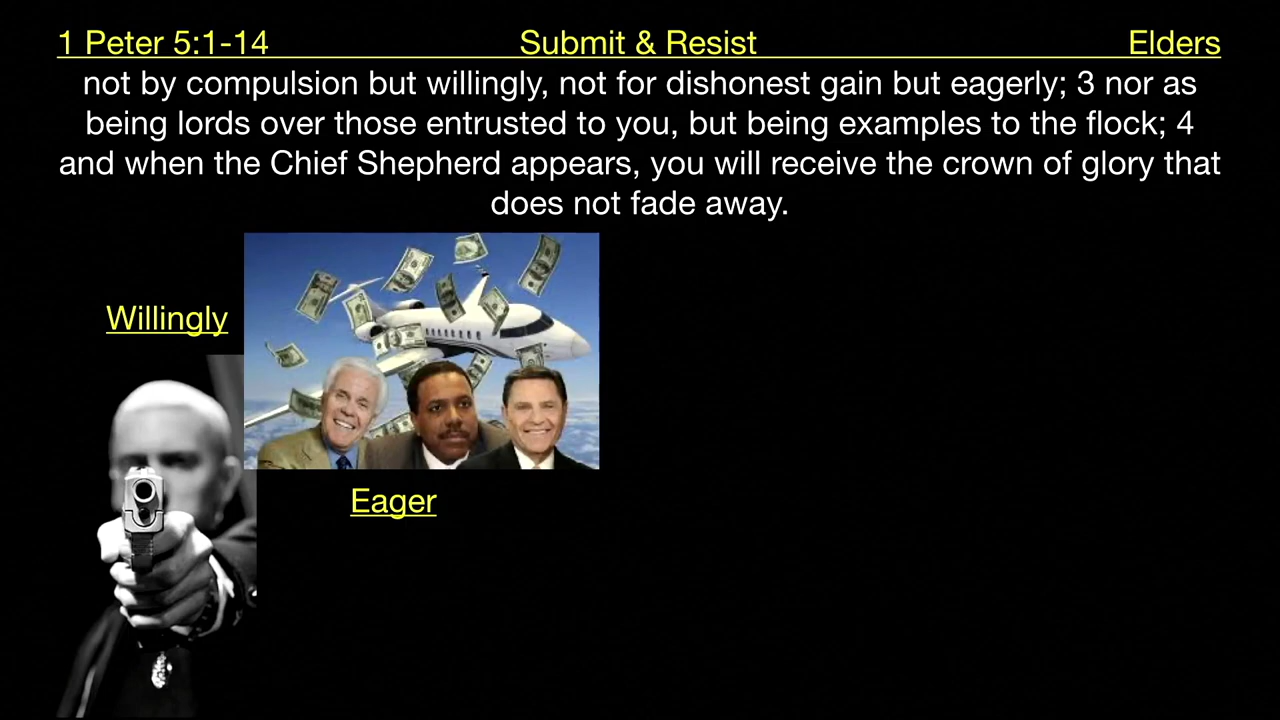 1 Peter 5:1-14 Submit & Resist Elders
not by compulsion but willingly, not for dishonest gain but eagerly; 3 nor as
being lords over those entrusted to you, but being examples to the flock; 4
and when the Chief Shepherd appears, you will receive the crown of glory that
does not fade away.
Willingly
Eager